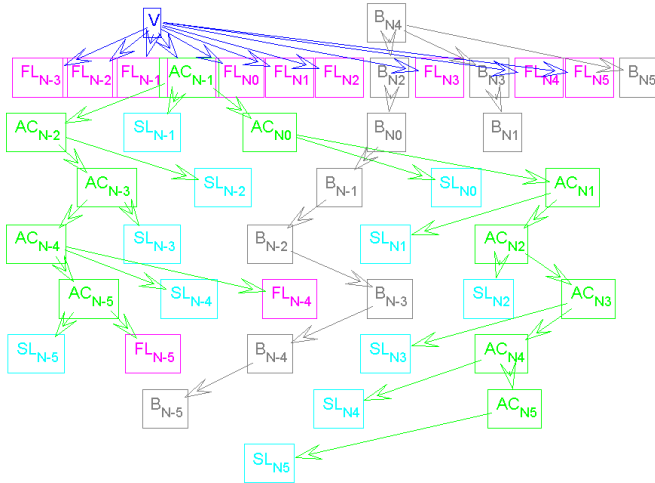 V B_N4
FL_N-3 FL_N-2 FL_N-1 AC_N-1 FL_N0 FL_N1 FL_N2 B_N2 FL_N3 B_N3 FL_N4 FL_N5 B_N5
AC_N-2 SL_N-1 AC_N0 B_N0 B_N1
AC_N-3 SL_N-2 B_N-1 SL_N0 AC_N1
AC_N-4 SL_N-3 B_N-2 SL_N1 AC_N2
AC_N-5 SL_N-4 FL_N-4 B_N-3 SL_N2 AC_N3
SL_N-5 FL_N-5 B_N-4 SL_N3 AC_N4
B_N-5 SL_N4 AC_N5
SL_N5